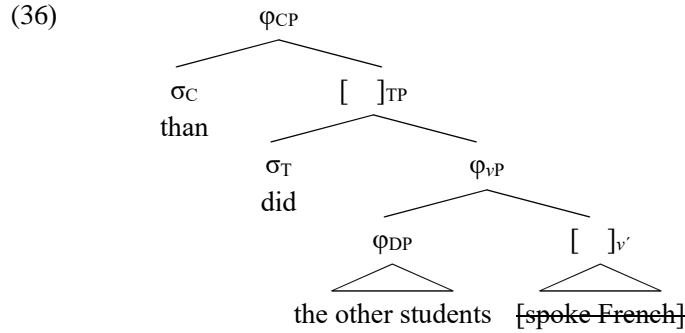 (36) φCP
σC [ ]TP
than
σT φvP
did
φDP [ ]v′
the other students [spoke French]